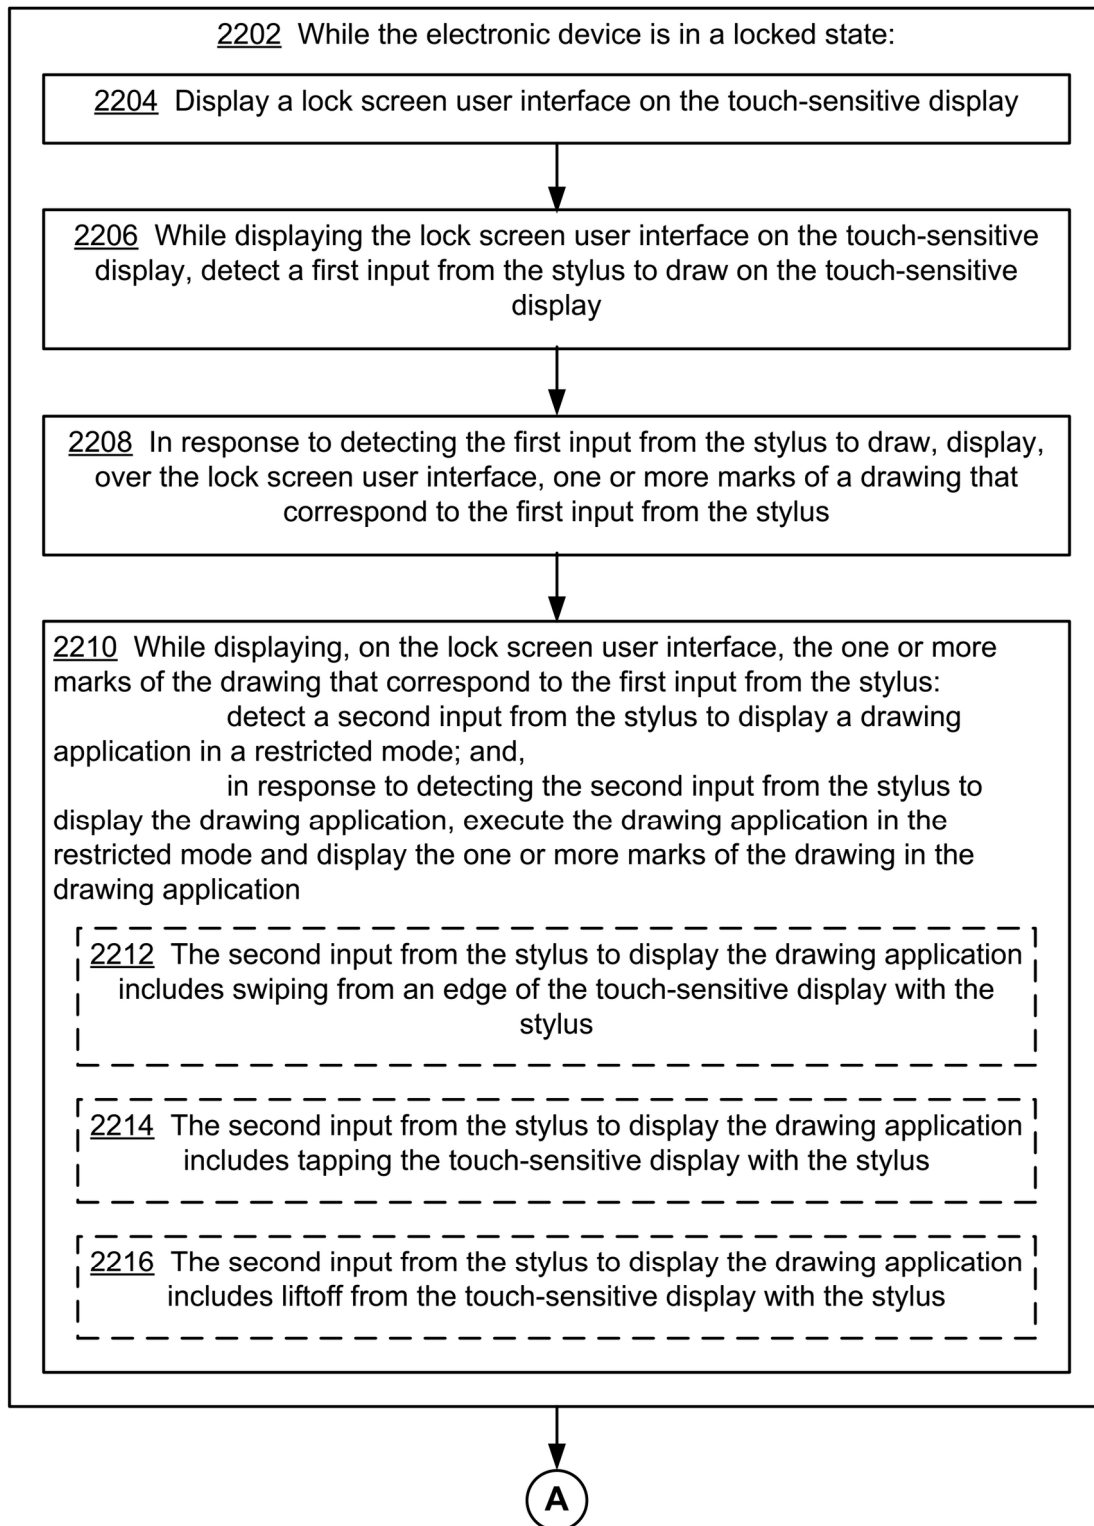 2202 While the electronic device is in a locked state:
2204 Display a lock screen user interface on the touch-sensitive display
2206 While displaying the lock screen user interface on the touch-sensitive
display, detect a first input from the stylus to draw on the touch-sensitive
display
2208 In response to detecting the first input from the stylus to draw, display,
over the lock screen user interface, one or more marks of a drawing that
correspond to the first input from the stylus
2210 While displaying, on the lock screen user interface, the one or more
marks of the drawing that correspond to the first input from the stylus:
detect a second input from the stylus to display a drawing
application in a restricted mode; and,
in response to detecting the second input from the stylus to
display the drawing application, execute the drawing application in the
restricted mode and display the one or more marks of the drawing in the
drawing application
2212 The second input from the stylus to display the drawing application
includes swiping from an edge of the touch-sensitive display with the
stylus
2214 The second input from the stylus to display the drawing application
includes tapping the touch-sensitive display with the stylus
2216 The second input from the stylus to display the drawing application
includes liftoff from the touch-sensitive display with the stylus
A